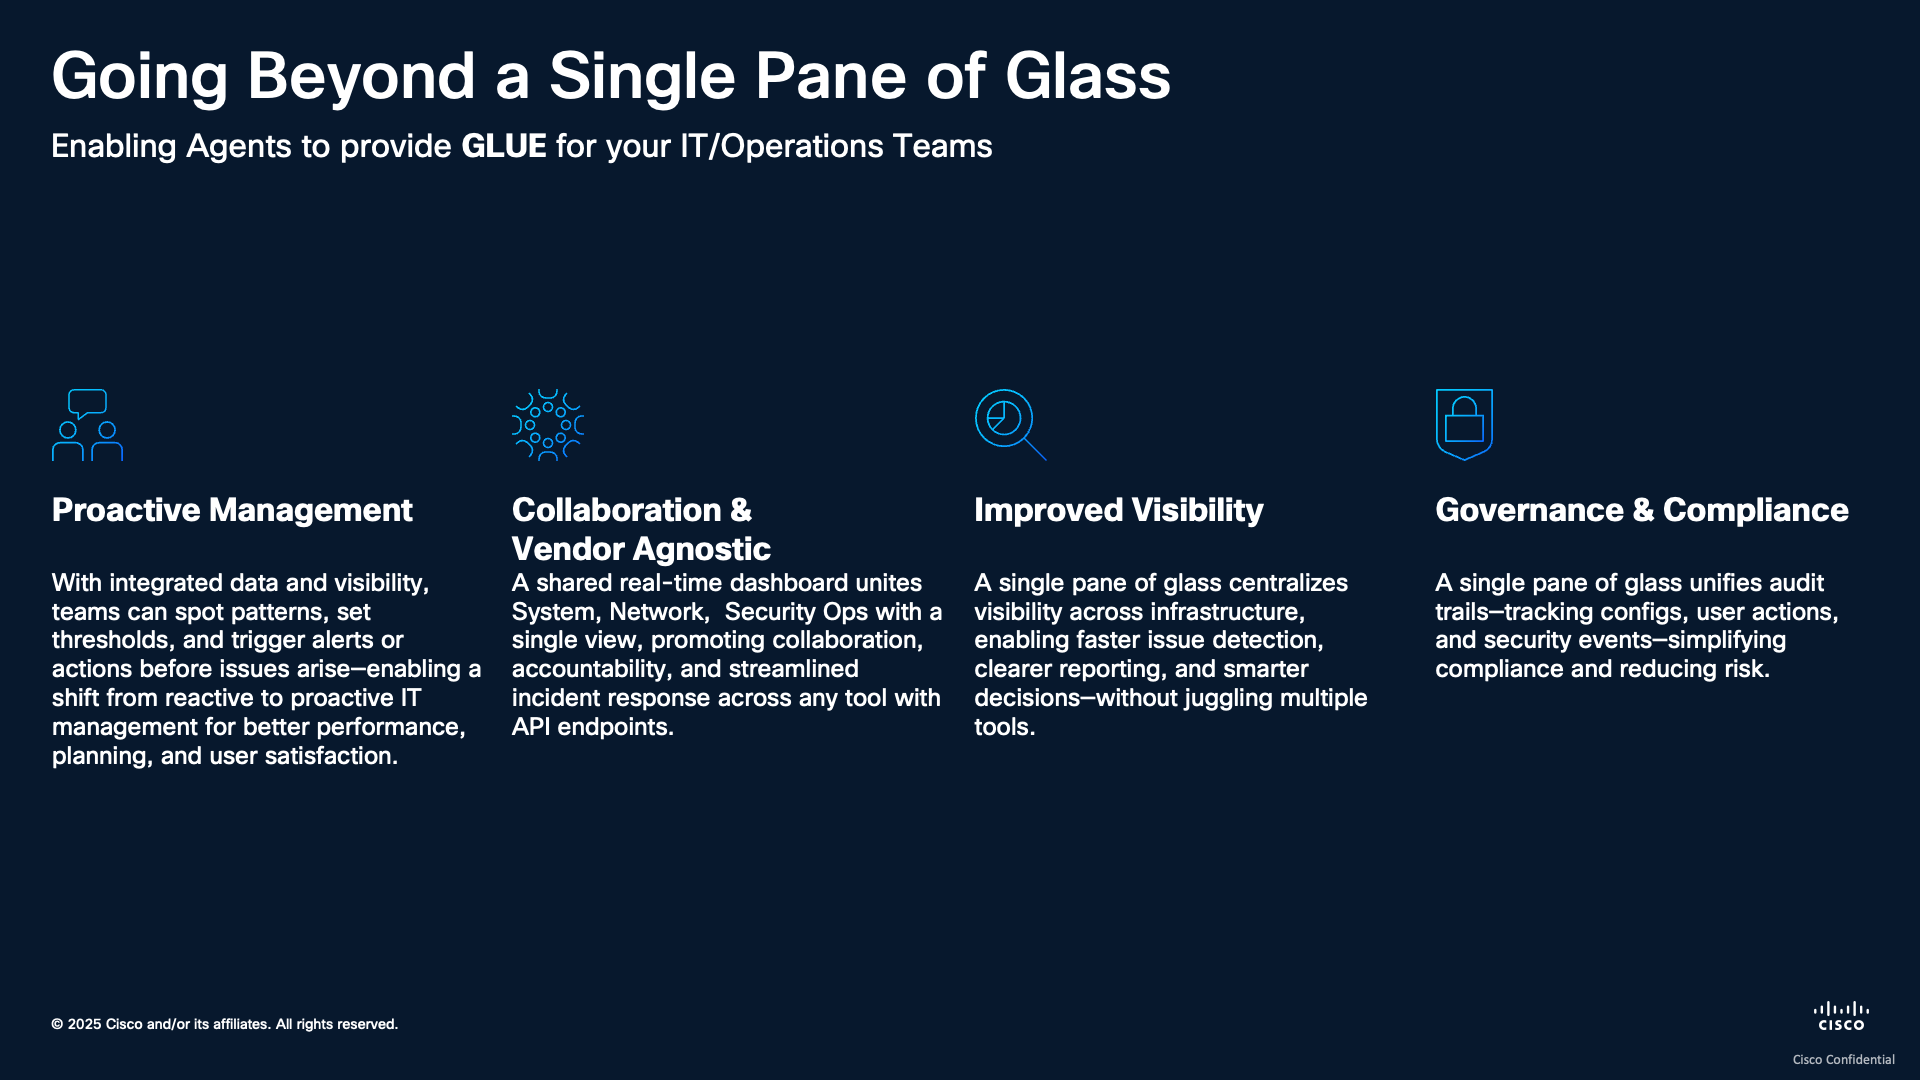 Going Beyond a Single Pane of Glass
Enabling Agents to provide GLUE for your IT/Operations Teams
Proactive Management
With integrated data and visibility,
teams can spot patterns, set
thresholds, and trigger alerts or
actions before issues arise—enabling a
shift from reactive to proactive IT
management for better performance,
planning, and user satisfaction.
Collaboration &
Vendor Agnostic
A shared real-time dashboard unites
System, Network,  Security Ops with a
single view, promoting collaboration,
accountability, and streamlined
incident response across any tool with
API endpoints.
Improved Visibility
A single pane of glass centralizes
visibility across infrastructure,
enabling faster issue detection,
clearer reporting, and smarter
decisions—without juggling multiple
tools.
Governance & Compliance
A single pane of glass unifies audit
trails—tracking configs, user actions,
and security events—simplifying
compliance and reducing risk.
© 2025 Cisco and/or its affiliates. All rights reserved.
CISCO
Cisco Confidential